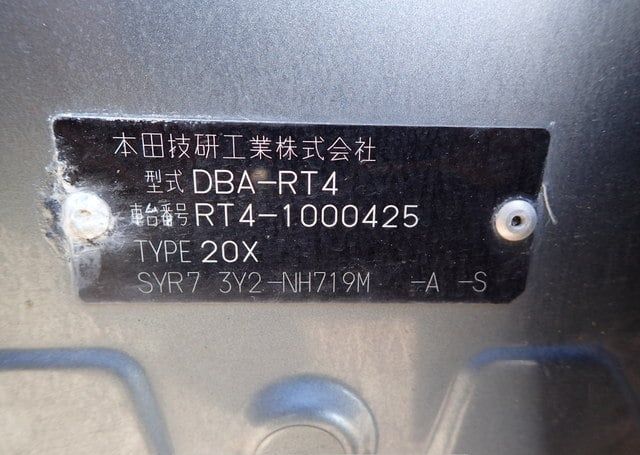 本田技研工業株式会社
型式 DBA-RT4
車台番号 RT4-1000425
TYPE 20X
SYR7 3Y2-NH719M -A -S